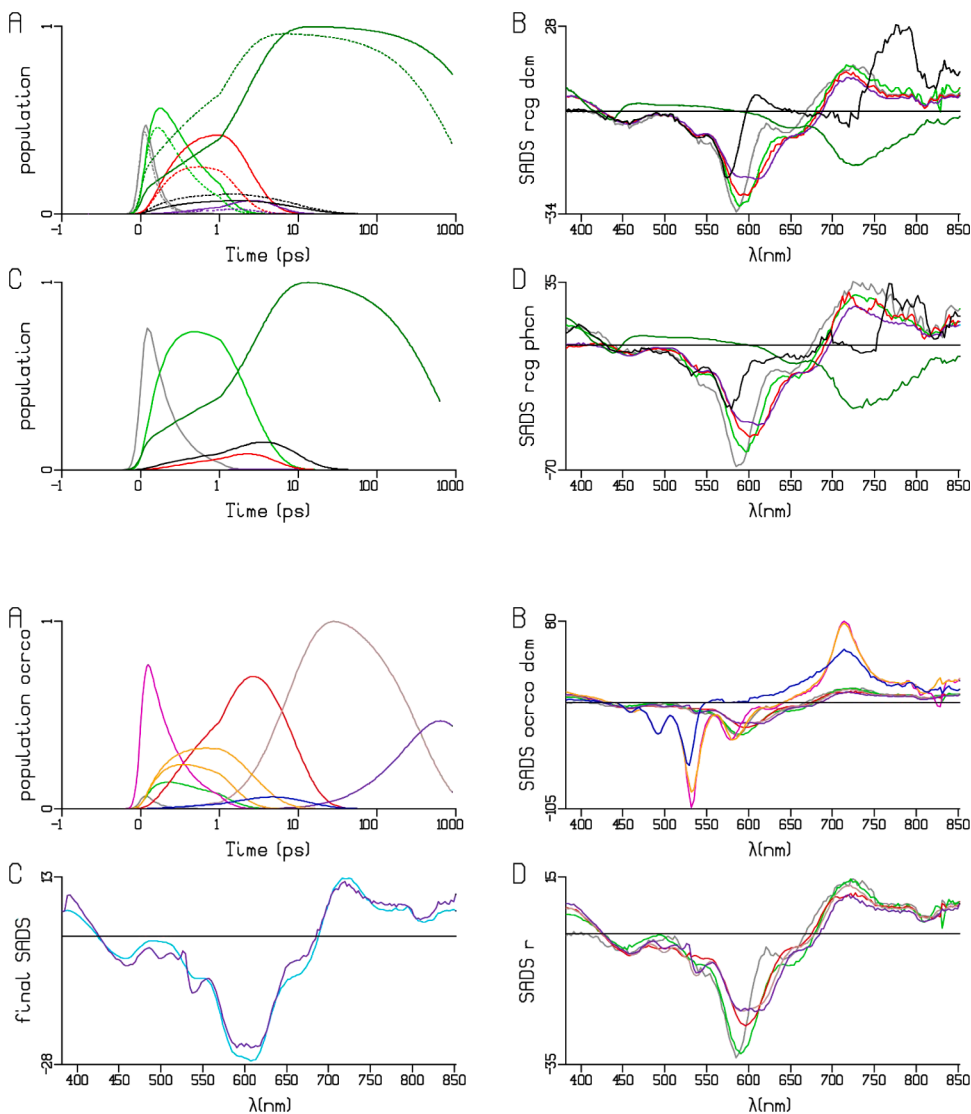 A
population
1
0
-1
0
1
10
100
1000
Time (ps)
B
SADS rcg dcm
28
-34
400 450 500 550 600 650 700 750 800 850
λ(nm)
C
population
1
0
-1
0
1
10
100
1000
Time (ps)
D
SADS rcg phcn
35
-70
400 450 500 550 600 650 700 750 800 850
λ(nm)
A
population acrca
1
0
-1
0
1
10
100
1000
Time (ps)
B
SADS acrca dcm
80
-105
400 450 500 550 600 650 700 750 800 850
λ(nm)
C
final SADS
13
-28
400 450 500 550 600 650 700 750 800 850
λ(nm)
D
SADS r
-35
400 450 500 550 600 650 700 750 800 850
λ(nm)